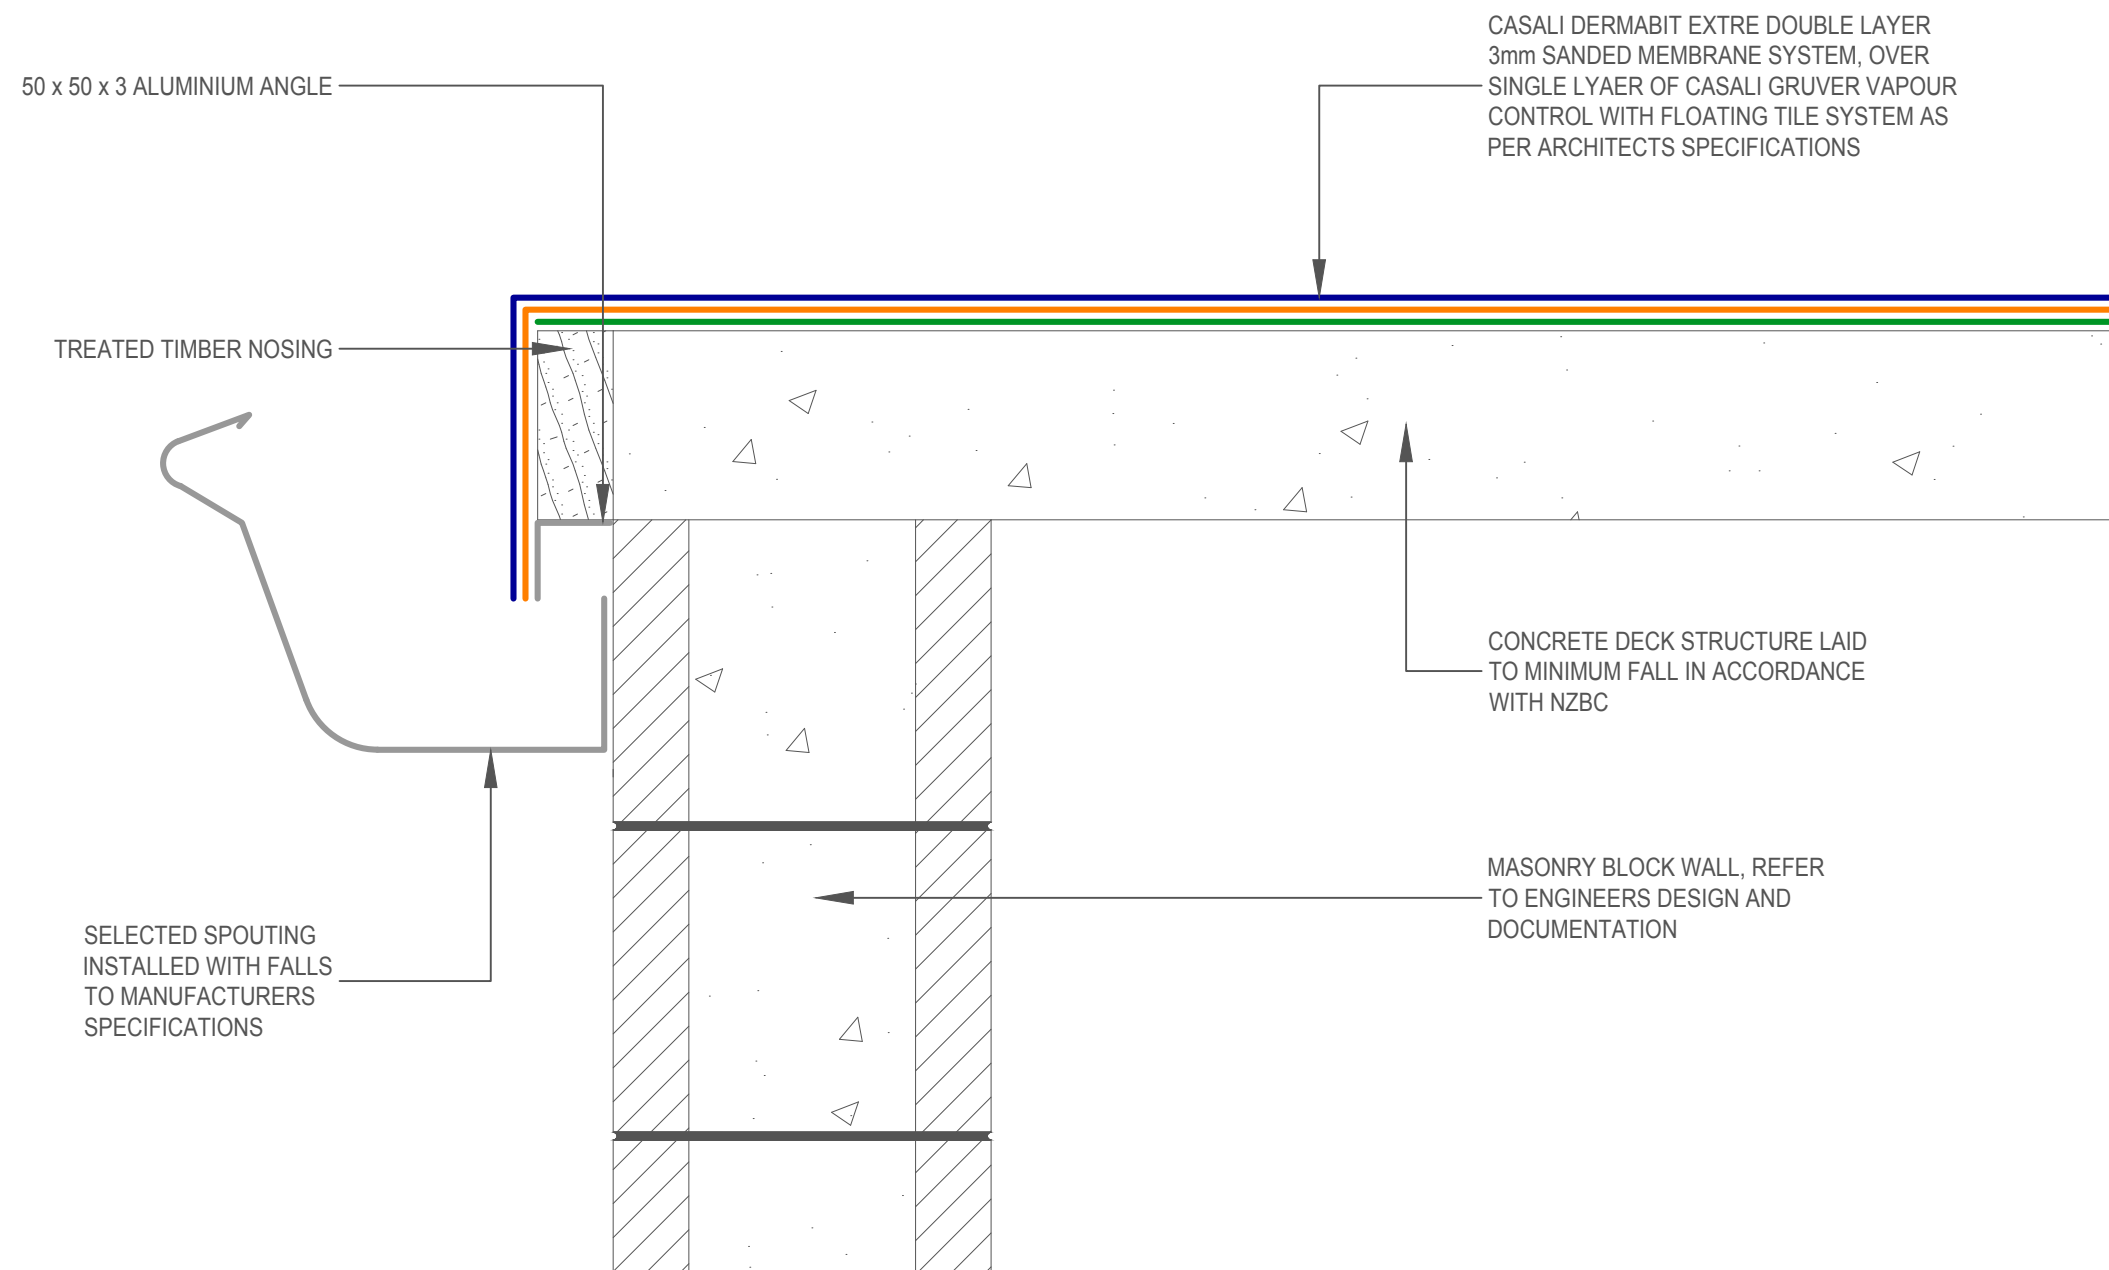 50 x 50 x 3 ALUMINIUM ANGLE
CASALI DERMABIT EXTRE DOUBLE LAYER
3mm SANDED MEMBRANE SYSTEM, OVER
SINGLE LYAER OF CASALI GRUVER VAPOUR
CONTROL WITH FLOATING TILE SYSTEM AS
PER ARCHITECTS SPECIFICATIONS
TREATED TIMBER NOSING
CONCRETE DECK STRUCTURE LAID
TO MINIMUM FALL IN ACCORDANCE
WITH NZBC
MASONRY BLOCK WALL, REFER
TO ENGINEERS DESIGN AND
DOCUMENTATION
SELECTED SPOUTING
INSTALLED WITH FALLS
TO MANUFACTURERS
SPECIFICATIONS